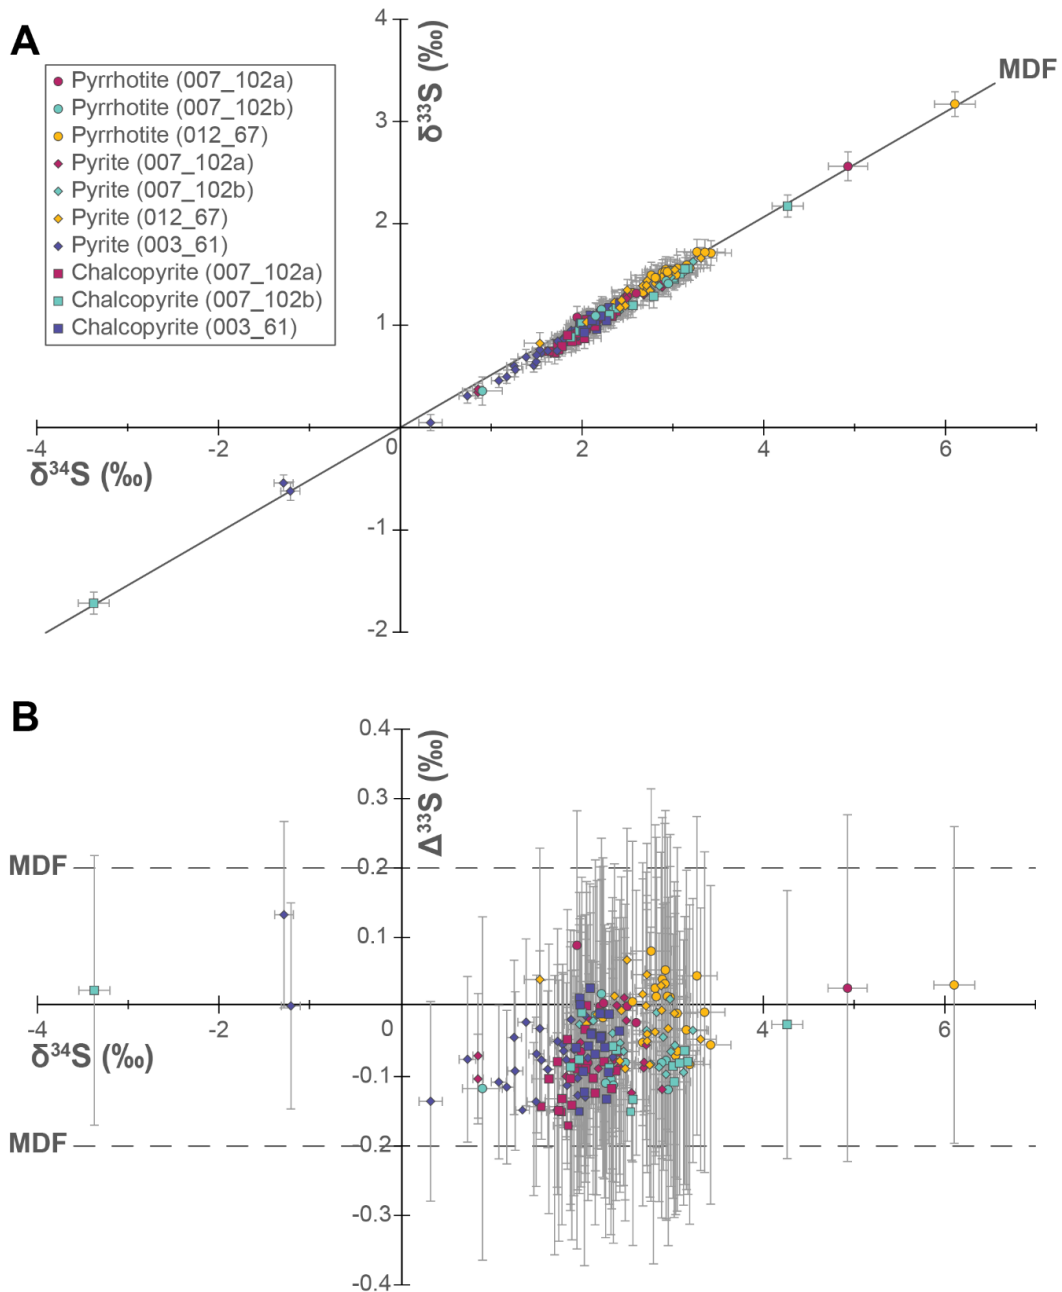 A
4
δ³³S (‰)
MDF
Pyrrhotite (007_102a)
Pyrrhotite (007_102b)
Pyrrhotite (012_67)
Pyrite (007_102a)
Pyrite (007_102b)
Pyrite (012_67)
Pyrite (003_61)
Chalcopyrite (007_102a)
Chalcopyrite (007_102b)
Chalcopyrite (003_61)
3
2
1
-4
-2
0
2
4
6
δ³⁴S (‰)
-1
-2
B
0.4
Δ³³S (‰)
0.3
MDF
0.2
0.1
-4
-2
0
2
4
6
δ³⁴S (‰)
-0.1
MDF
-0.2
-0.3
-0.4